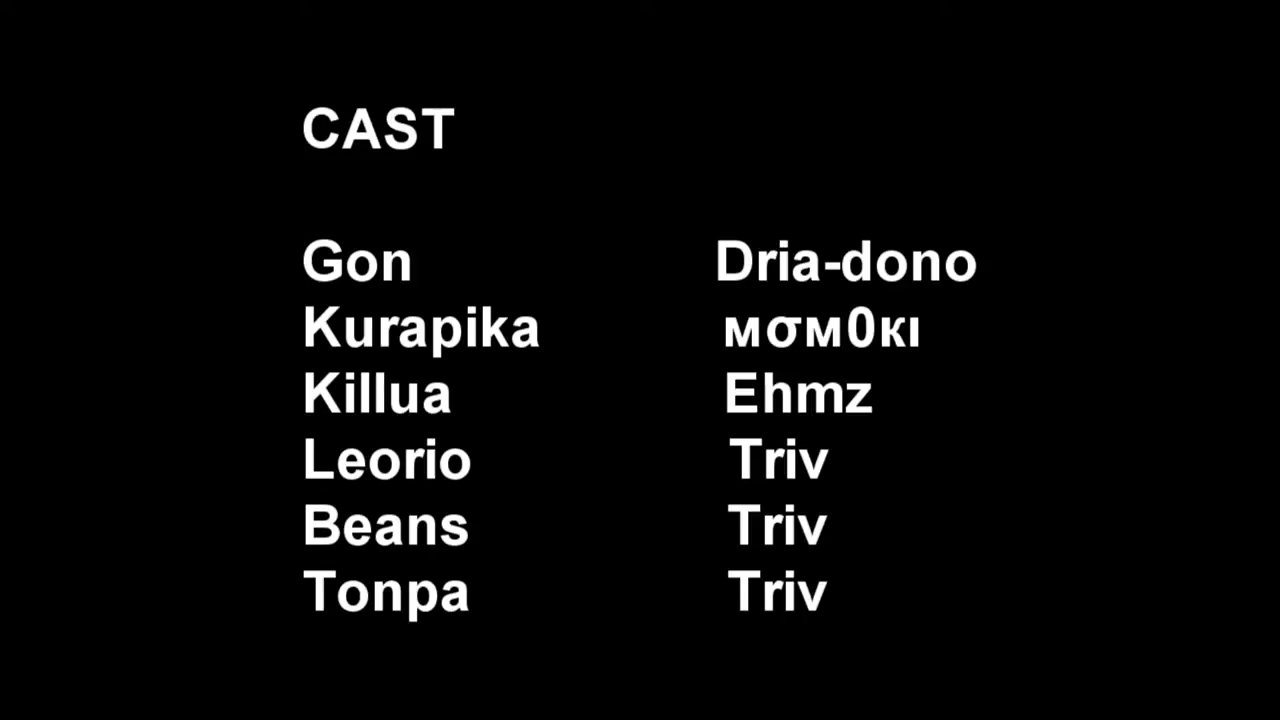 CAST
Gon Dria-dono
Kurapika мσм0кι
Killua Ehmz
Leorio Triv
Beans Triv
Tonpa Triv